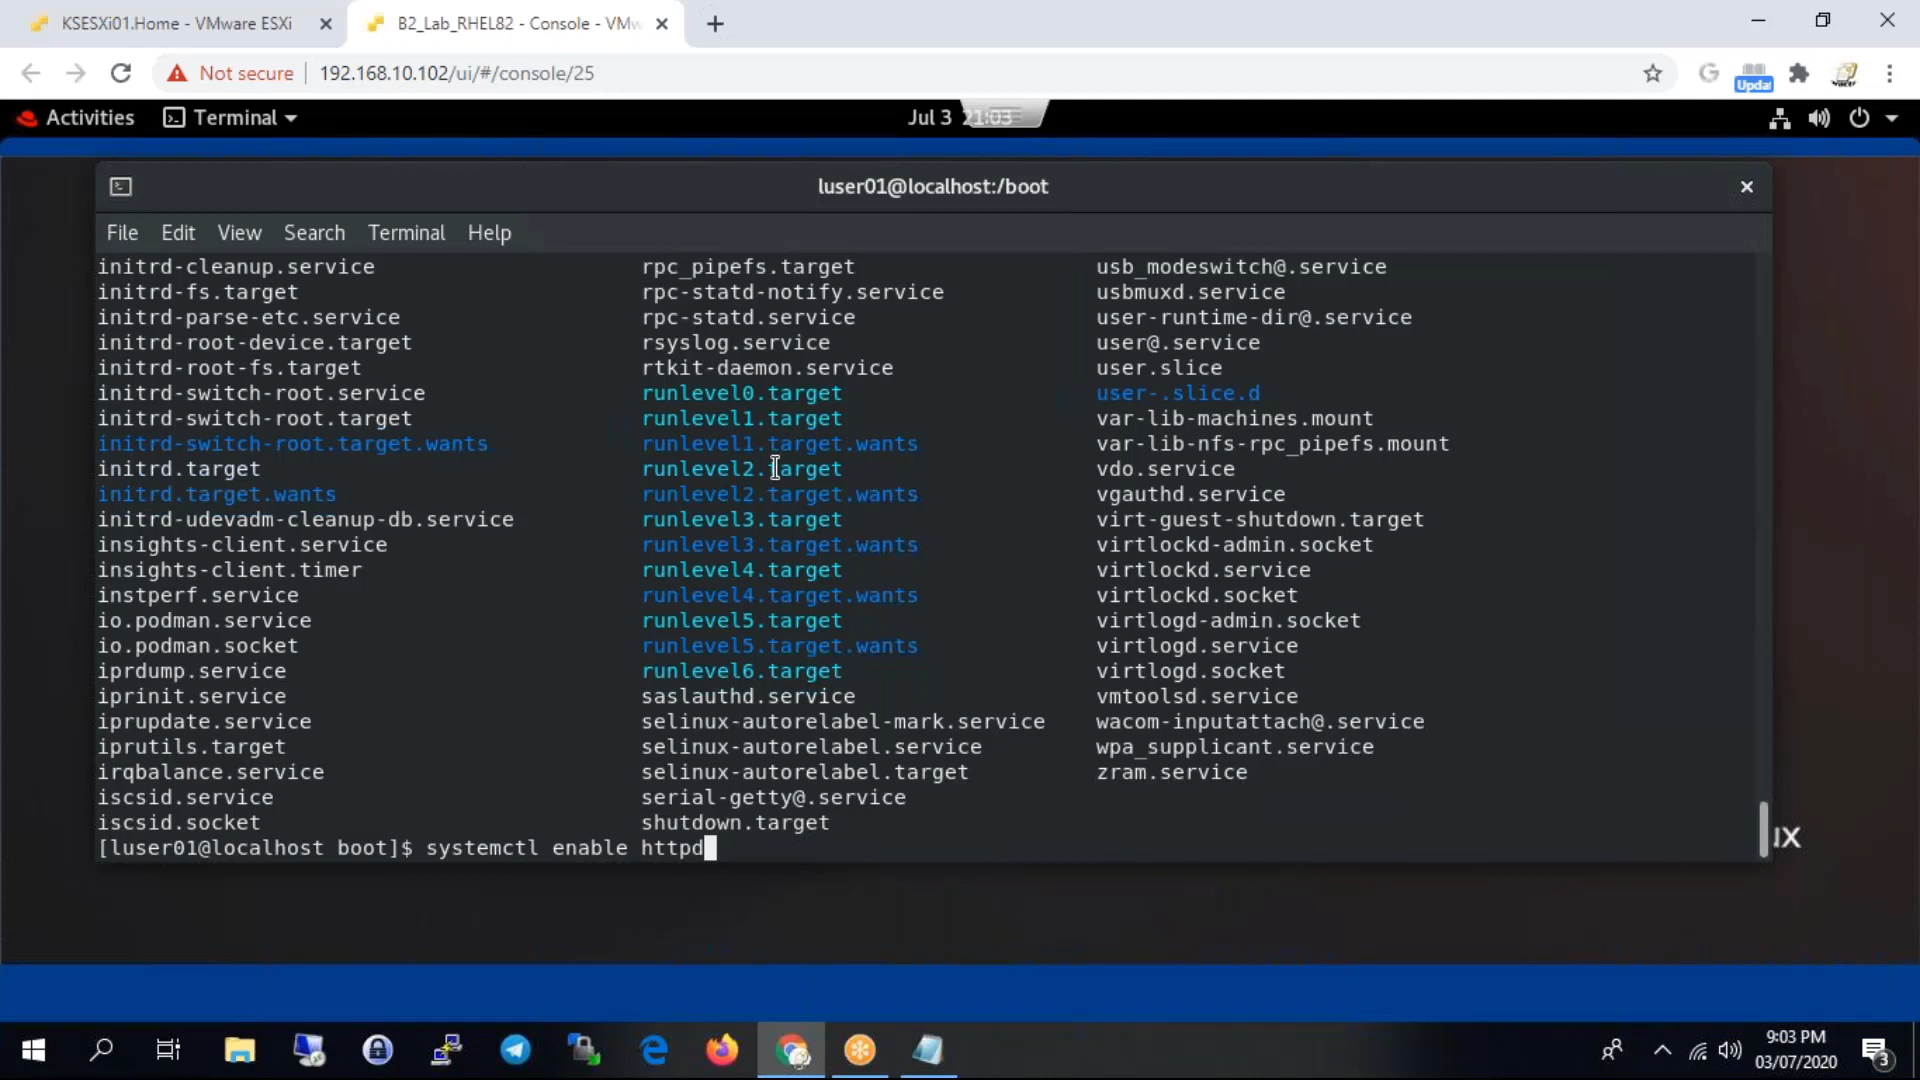 KSESXi01.Home - VMware ESXi
B2_Lab_RHEL82 - Console - VMw
Not secure 192.168.10.102/ui/#/console/25
Updat
Activities Terminal Jul 3 21:03
luser01@localhost:/boot
File Edit View Search Terminal Help
initrd-cleanup.service rpc_pipefs.target usb_modeswitch@.service
initrd-fs.target rpc-statd-notify.service usbmuxd.service
initrd-parse-etc.service rpc-statd.service user-runtime-dir@.service
initrd-root-device.target rsyslog.service user@.service
initrd-root-fs.target rtkit-daemon.service user.slice
initrd-switch-root.service runlevel0.target user-.slice.d
initrd-switch-root.target runlevel1.target var-lib-machines.mount
initrd-switch-root.target.wants runlevel1.target.wants var-lib-nfs-rpc_pipefs.mount
initrd.target runlevel2.target vdo.service
initrd.target.wants runlevel2.target.wants vgauthd.service
initrd-udevadm-cleanup-db.service runlevel3.target virt-guest-shutdown.target
insights-client.service runlevel3.target.wants virtlockd-admin.socket
insights-client.timer runlevel4.target virtlockd.service
instperf.service runlevel4.target.wants virtlockd.socket
io.podman.service runlevel5.target virtlogd-admin.socket
io.podman.socket runlevel5.target.wants virtlogd.service
iprdump.service runlevel6.target virtlogd.socket
iprinit.service saslauthd.service vmtoolsd.service
iprupdate.service selinux-autorelabel-mark.service wacom-inputattach@.service
iprutils.target selinux-autorelabel.service wpa_supplicant.service
irqbalance.service selinux-autorelabel.target zram.service
iscsid.service serial-getty@.service
iscsid.socket shutdown.target
[luser01@localhost boot]$ systemctl enable httpd
9:03 PM
03/07/2020
3